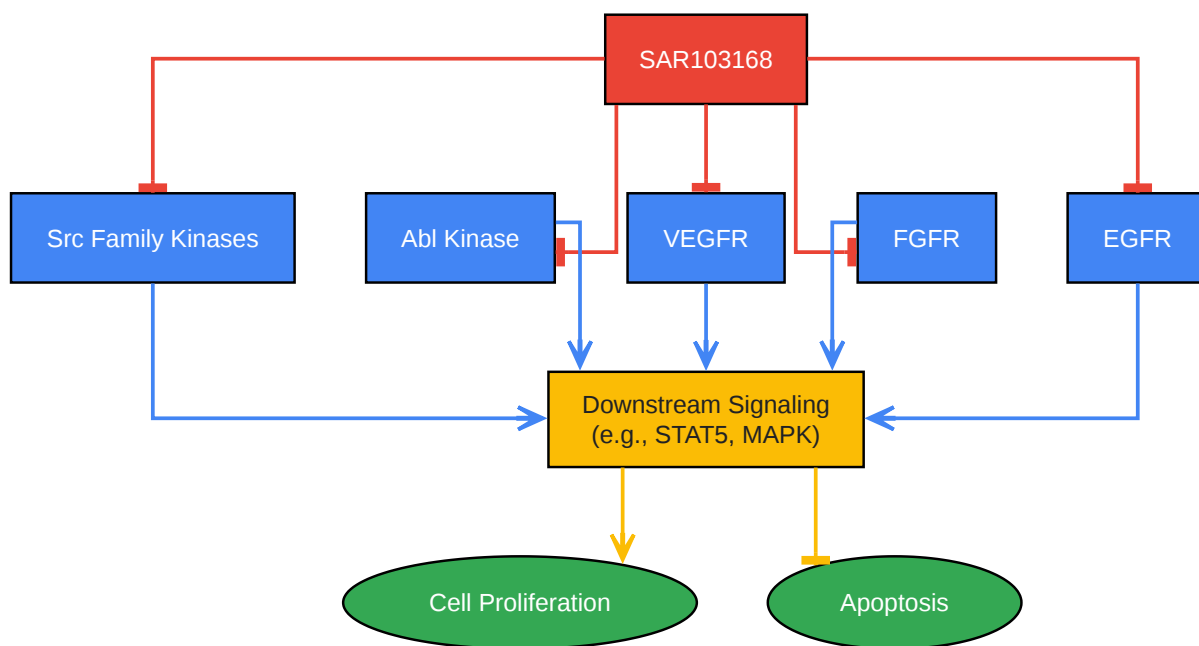 SAR103168
Src Family Kinases
Abl Kinase
VEGFR
FGFR
EGFR
Downstream Signaling
(e.g., STAT5, MAPK)
Cell Proliferation
Apoptosis